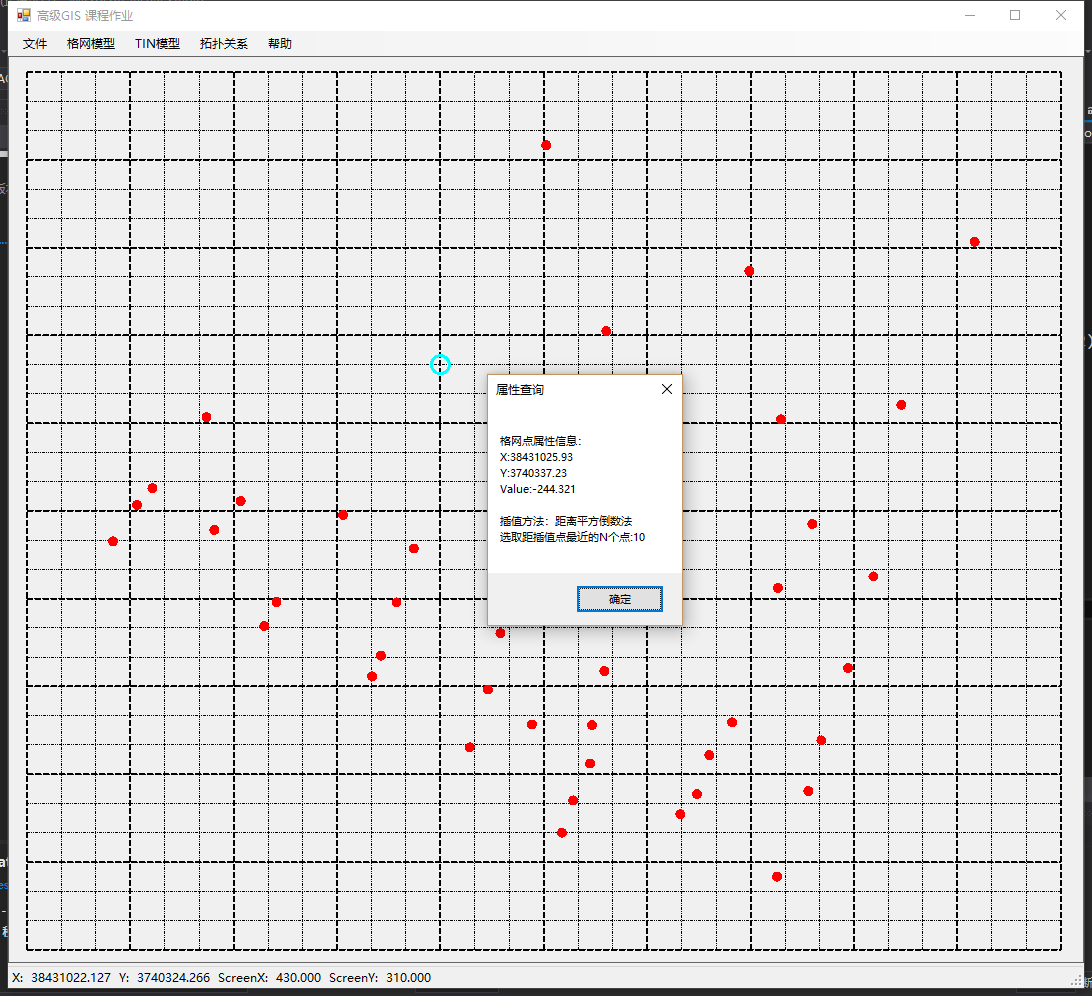 高级GIS 课程作业
文件 格网模型 TIN模型 拓扑关系 帮助
属性查询
格网点属性信息:
X:38431025.93
Y:3740337.23
Value:-244.321
插值方法：距离平方倒数法
选取距插值点最近的N个点:10
确定
X: 38431022.127 Y: 3740324.266 ScreenX: 430.000 ScreenY: 310.000